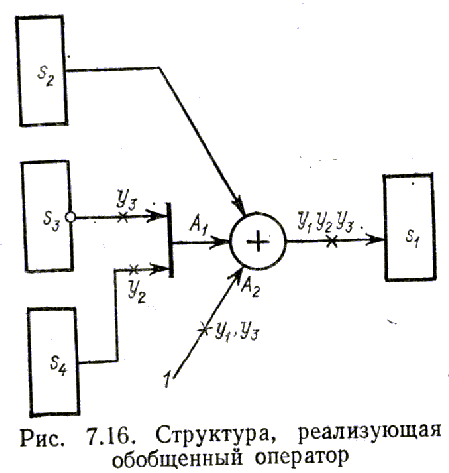 S2
S3
y3
A1
y1 y2 y3
S1
y2
A2
S4
1
y1, y3
Рис. 7.16. Структура, реализующая
обобщенный оператор